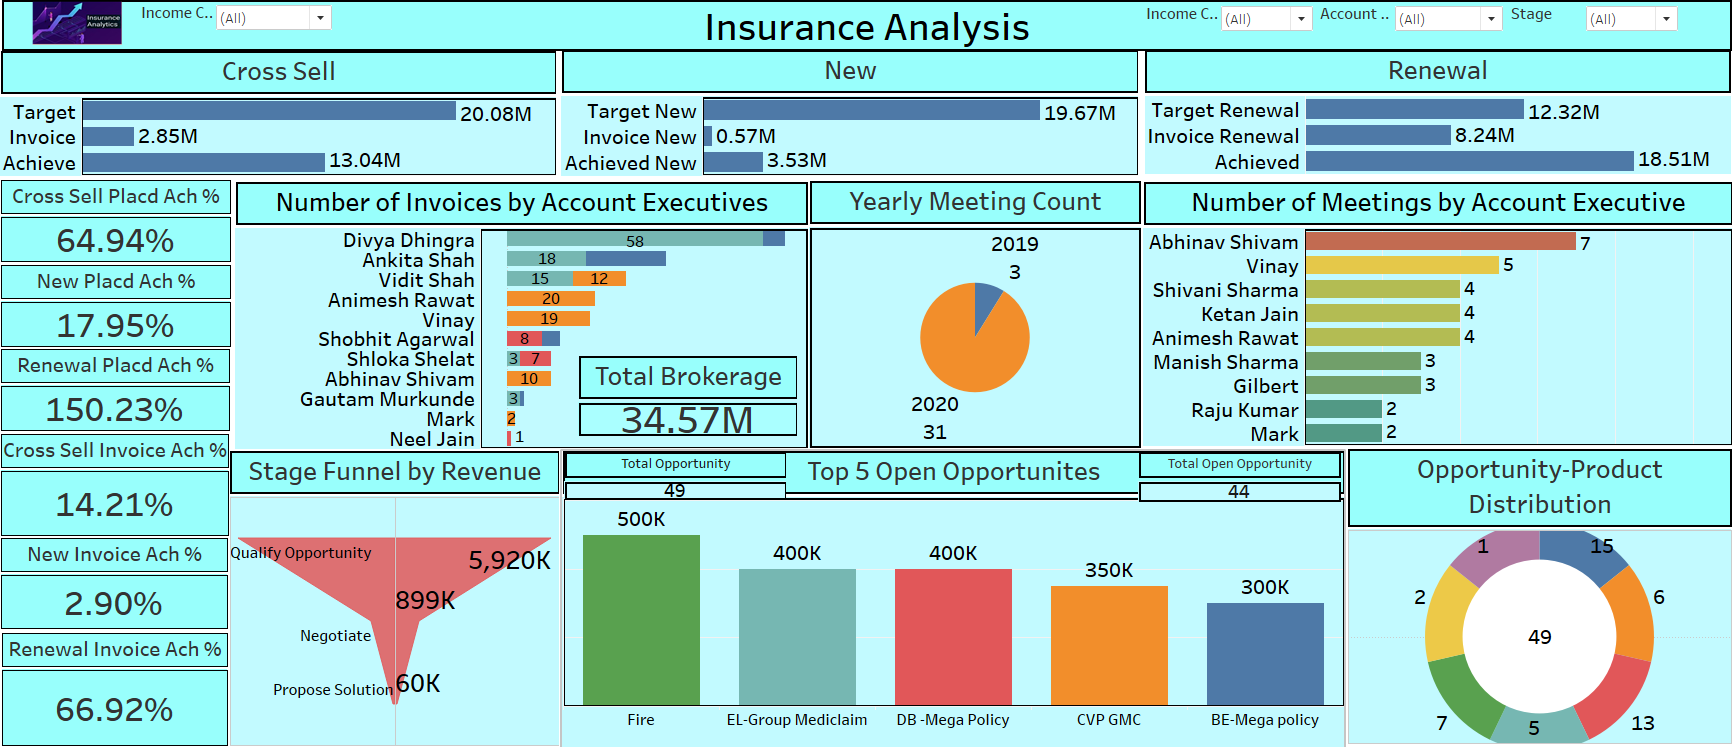 Insurance
Analytics
Income C..
(All)
Insurance Analysis
Income C..
(All)
Account ..
(All)
Stage
(All)
Cross Sell
Target
20.08M
Invoice
2.85M
Achieve
13.04M
New
Target New
19.67M
Invoice New
0.57M
Achieved New
3.53M
Renewal
Target Renewal
12.32M
Invoice Renewal
8.24M
Achieved
18.51M
Cross Sell Placd Ach %
64.94%
New Placd Ach %
17.95%
Renewal Placd Ach %
150.23%
Cross Sell Invoice Ach %
14.21%
New Invoice Ach %
2.90%
Renewal Invoice Ach %
66.92%
Number of Invoices by Account Executives
Divya Dhingra
58
Ankita Shah
18
Vidit Shah
15
12
Animesh Rawat
20
Vinay
19
Shobhit Agarwal
8
Shloka Shelat
3
7
Abhinav Shivam
10
Gautam Murkunde
3
Mark
2
Neel Jain
1
Total Brokerage
34.57M
Yearly Meeting Count
2019
3
2020
31
Number of Meetings by Account Executive
Abhinav Shivam
7
Vinay
5
Shivani Sharma
4
Ketan Jain
4
Animesh Rawat
4
Manish Sharma
3
Gilbert
3
Raju Kumar
2
Mark
2
Stage Funnel by Revenue
Qualify Opportunity
5,920K
899K
Negotiate
Propose Solution
60K
Total Opportunity
49
Top 5 Open Opportunites
Total Open Opportunity
44
500K
400K
400K
350K
300K
Fire
EL-Group Mediclaim
DB -Mega Policy
CVP GMC
BE-Mega policy
Opportunity-Product
Distribution
1
15
2
6
49
7
5
13